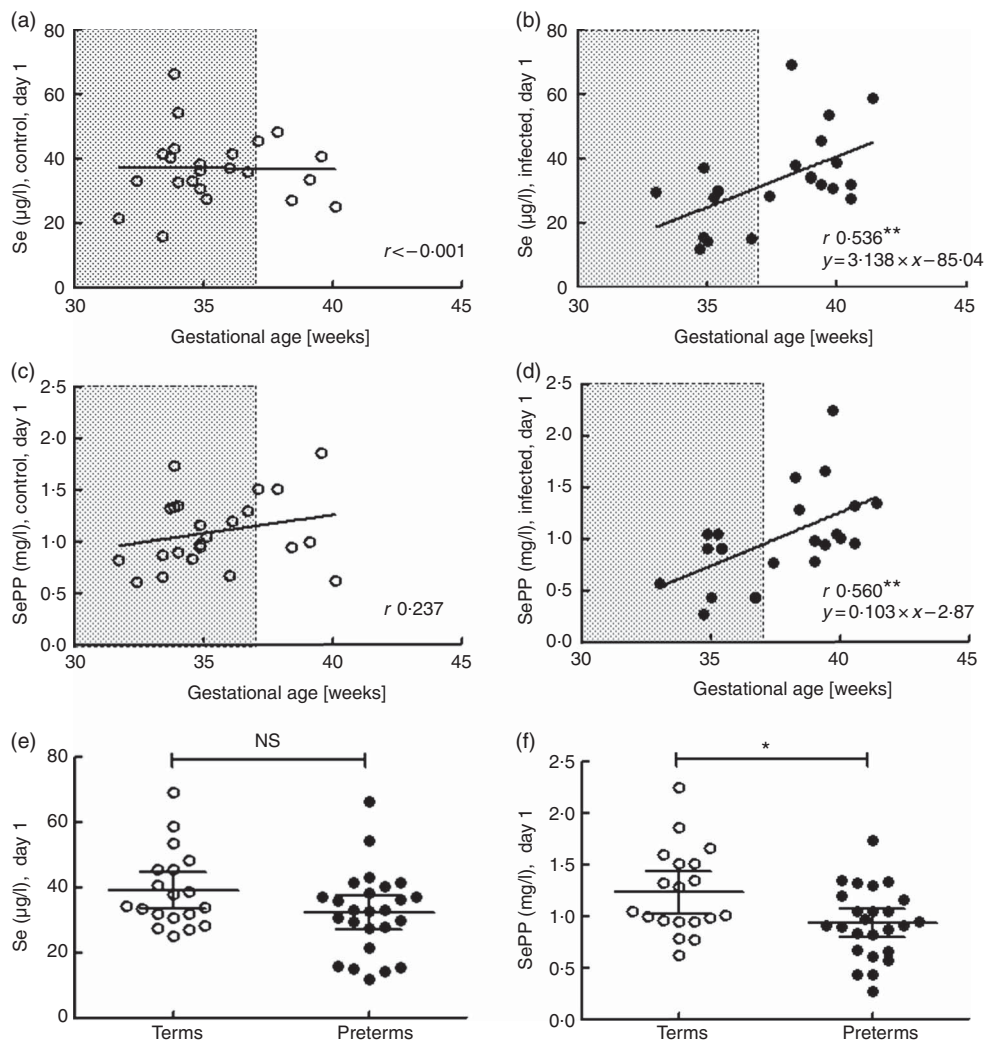 (a)
80
60
40
20
0
30
35
40
45
Se (µg/l), control, day 1
r<−0·001
Gestational age [weeks]
(b)
80
60
40
20
0
30
35
40
45
Se (µg/l), infected, day 1
r 0·536**
y=3·138×x−85·04
Gestational age [weeks]
(c)
2·5
2·0
1·5
1·0
0·5
0·0
30
35
40
45
SePP (mg/l), control, day 1
r 0·237
Gestational age [weeks]
(d)
2·5
2·0
1·5
1·0
0·5
0·0
30
35
40
45
SePP (mg/l), infected, day 1
r 0·560**
y=0·103×x−2·87
Gestational age [weeks]
(e)
80
60
40
20
0
Se (µg/l), day 1
NS
Terms
Preterms
(f)
2·5
2·0
1·5
1·0
0·5
0·0
SePP (mg/l), day 1
*
Terms
Preterms